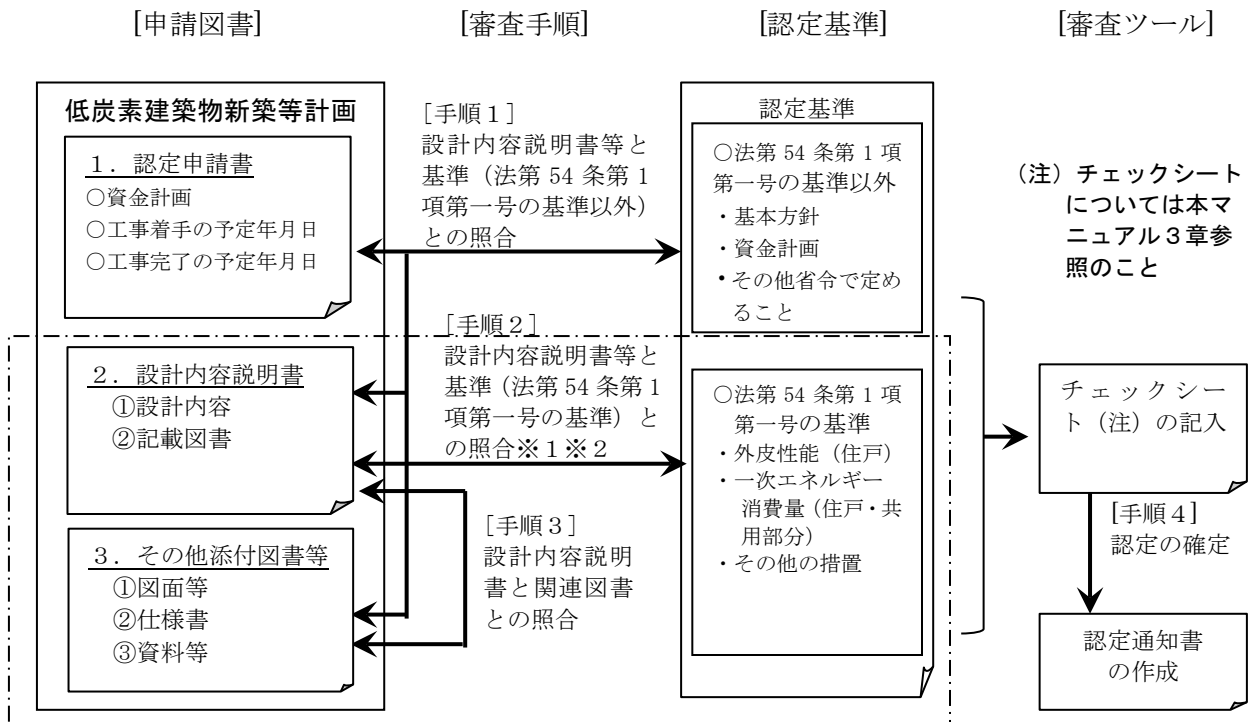 [申請図書]
[審査手順]
[認定基準]
[審査ツール]
低炭素建築物新築等計画
１．認定申請書
○資金計画
○工事着手の予定年月日
○工事完了の予定年月日
２．設計内容説明書
①設計内容
②記載図書
３．その他添付図書等
①図面等
②仕様書
③資料等
[手順１]
設計内容説明書等と
基準（法第 54 条第１
項第一号の基準以外）
との照合
[手順２]
設計内容説明書等と
基準（法第 54 条第１
項第一号の基準）と
の照合※１※２
[手順３]
設計内容説明
書と関連図書
との照合
認定基準
○法第 54 条第１項
第一号の基準以外
・基本方針
・資金計画
・その他省令で定め
ること
○法第 54 条第１項
第一号の基準
・外皮性能（住戸）
・一次エネルギー
消費量（住戸・共
用部分）
・その他の措置
（注）チェックシート
については本マ
ニュアル３章参
照のこと
チェックシー
ト（注）の記入
[手順４]
認定の確定
認定通知書
の作成